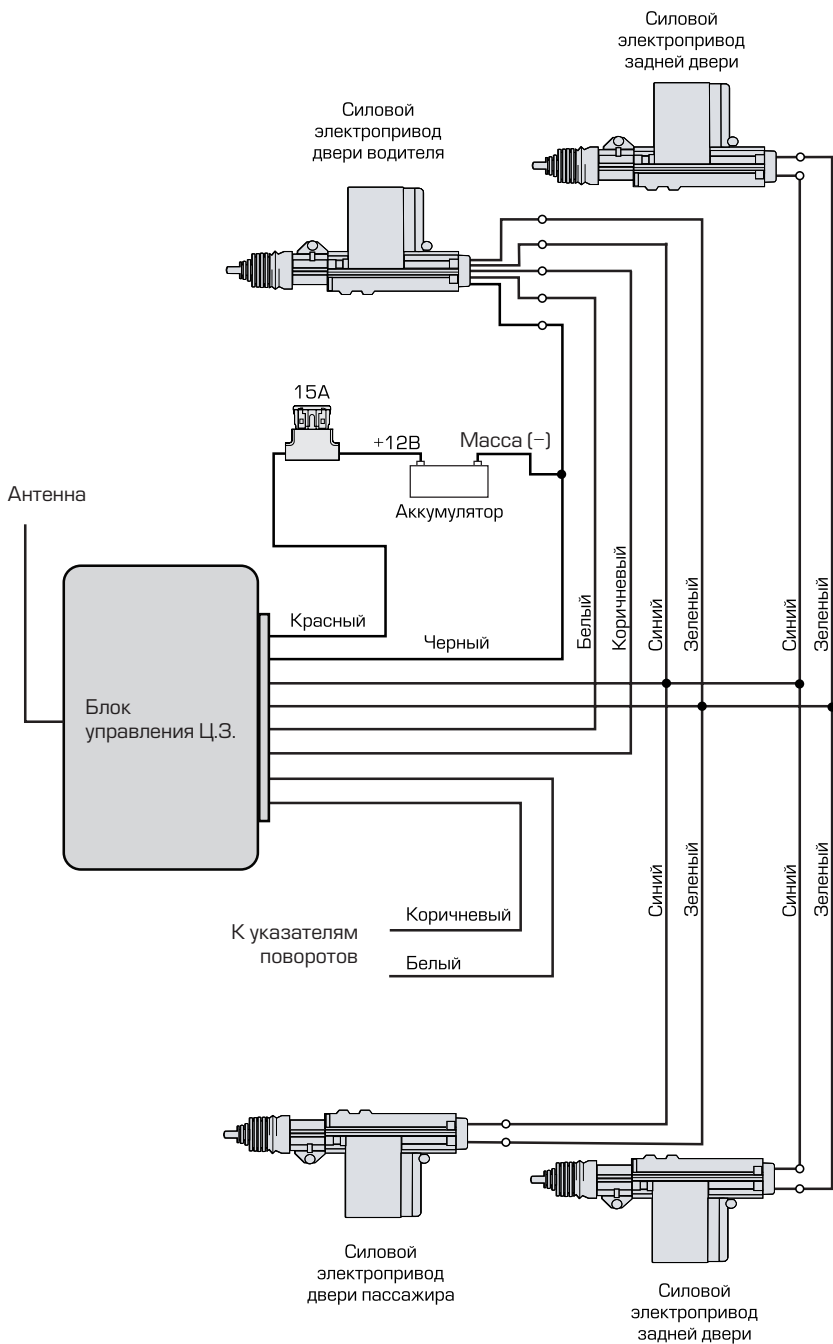 Силовой
электропривод
задней двери
Силовой
электропривод
двери водителя
15А
+12В
Масса (–)
Аккумулятор
Антенна
Красный
Черный
Белый
Коричневый
Синий
Зеленый
Синий
Зеленый
Блок
управления Ц.З.
Синий
Зеленый
Синий
Зеленый
К указателям
поворотов
Коричневый
Белый
Силовой
электропривод
двери пассажира
Силовой
электропривод
задней двери